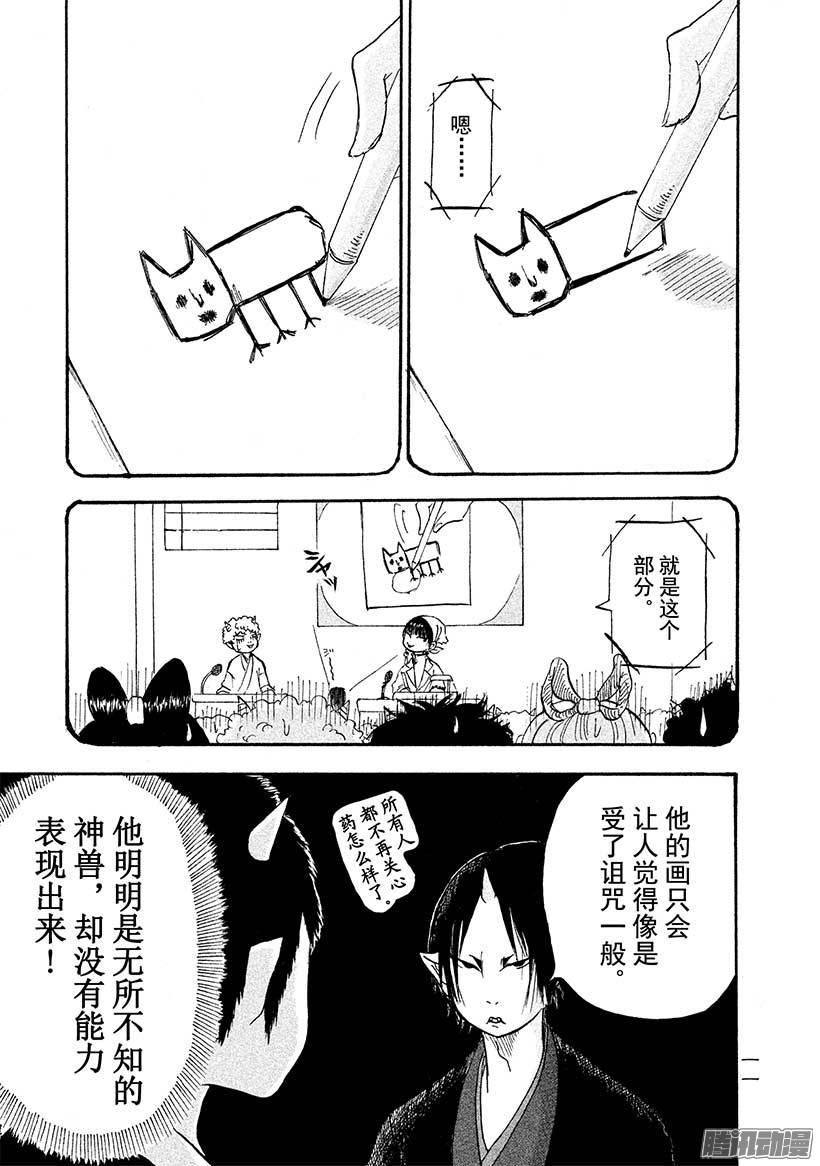 嗯……
就是这个
部分。
他的画只会
让人觉得像是
受了诅咒一般。
所有人
都不再关心
药怎么样了。
他明明是无所不知的
神兽，却没有能力
表现出来！
一一
腾讯动漫